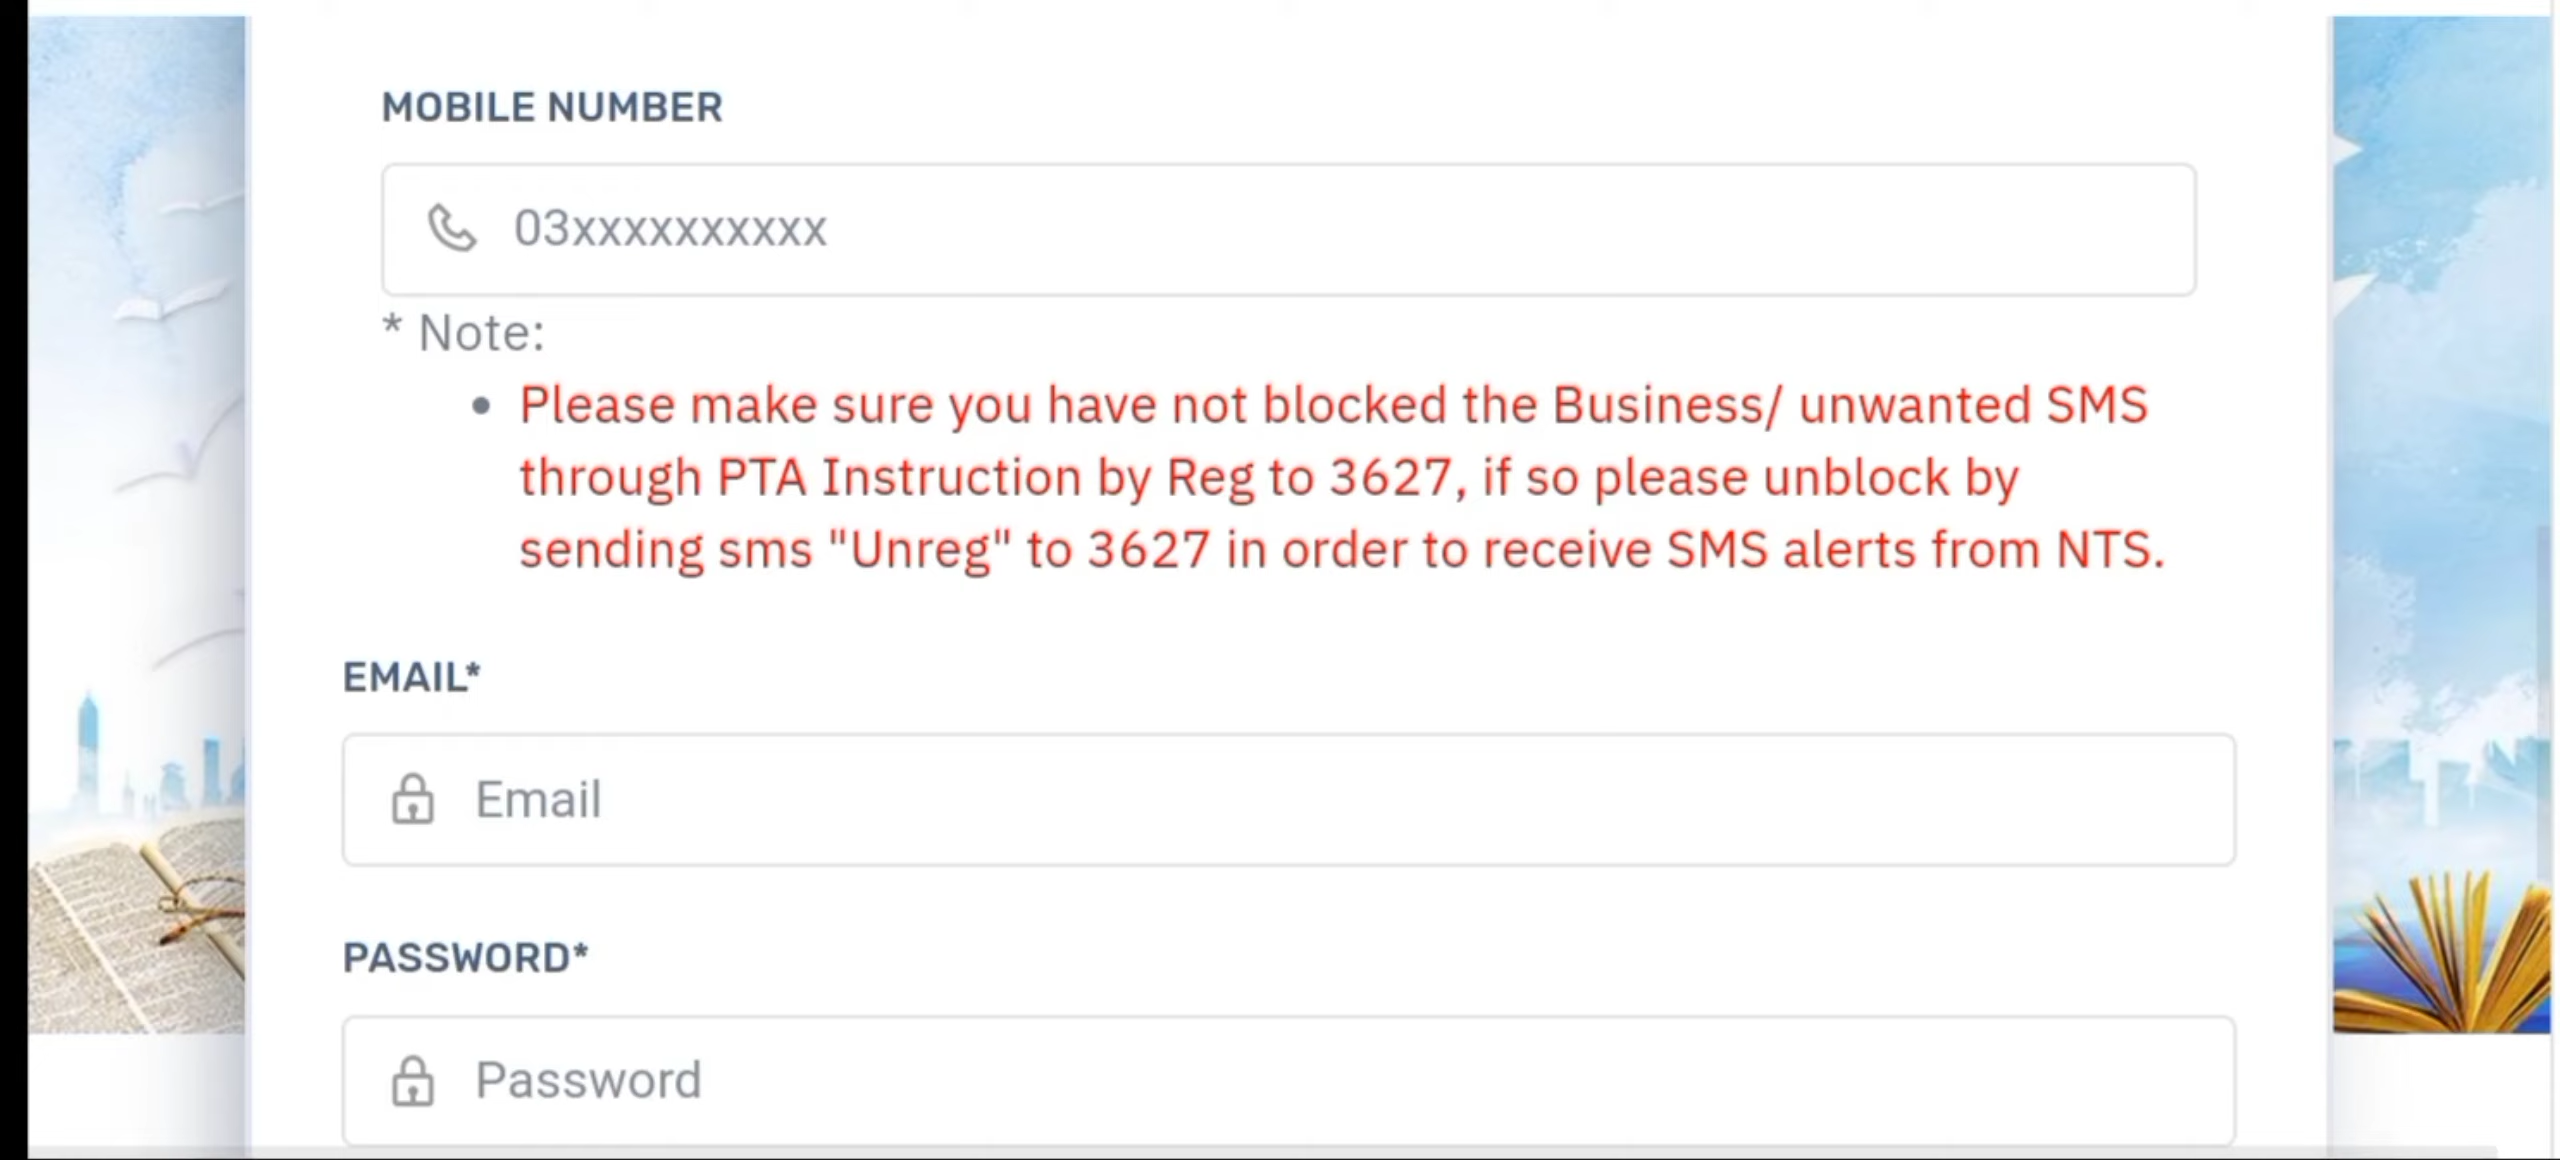 MOBILE NUMBER
03xxxxxxxxxx
* Note:
• Please make sure you have not blocked the Business/ unwanted SMS
through PTA Instruction by Reg to 3627, if so please unblock by
sending sms "Unreg" to 3627 in order to receive SMS alerts from NTS.
EMAIL*
Email
PASSWORD*
Password